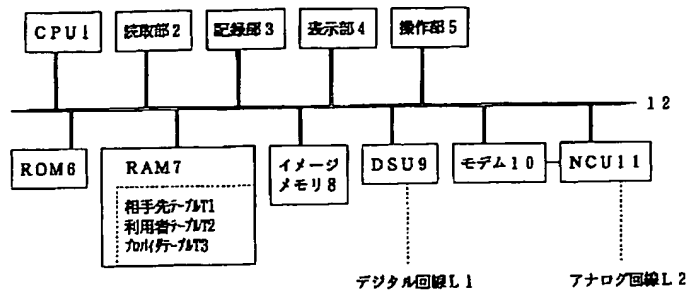 CPU1
読取部2
記録部3
表示部4
操作部5
12
ROM6
RAM7
相手先テーブルT1
利用者テーブルT2
プロバイダテーブルT3
イメージ
メモリ8
DSU9
モデム10
NCU11
デジタル回線L1
アナログ回線L2